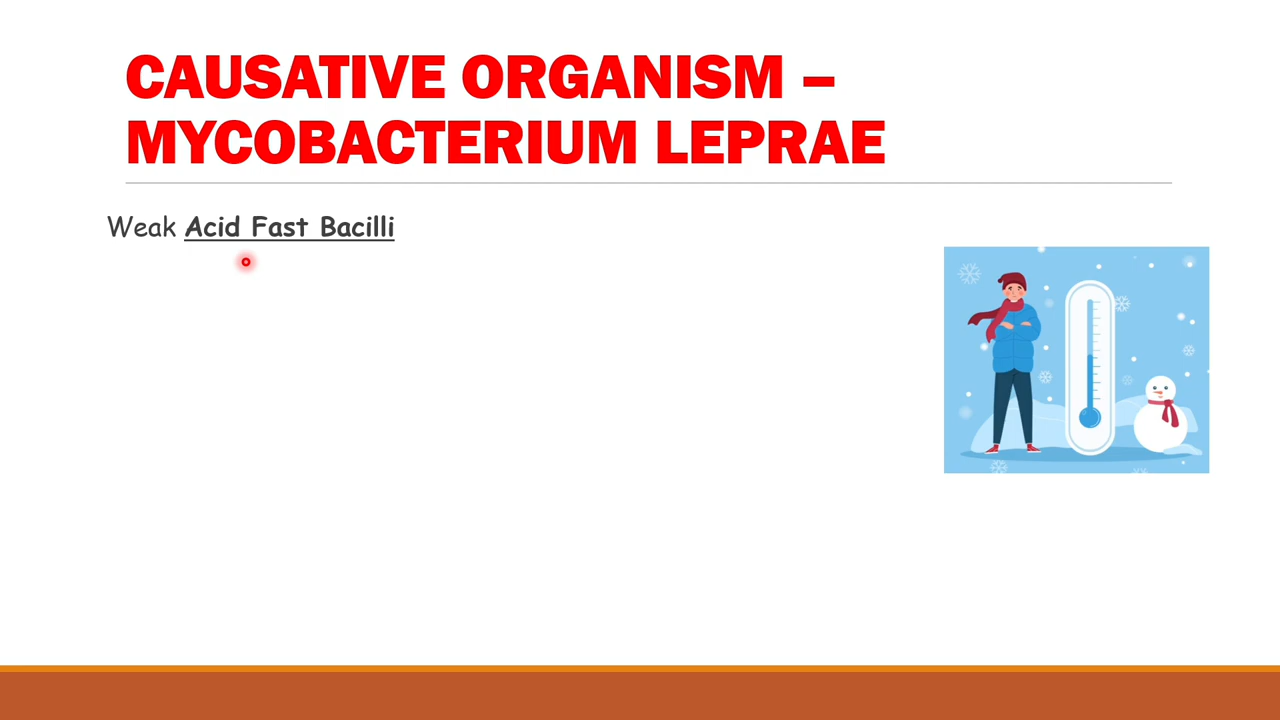 CAUSATIVE ORGANISM –
MYCOBACTERIUM LEPRAE
Weak Acid Fast Bacilli